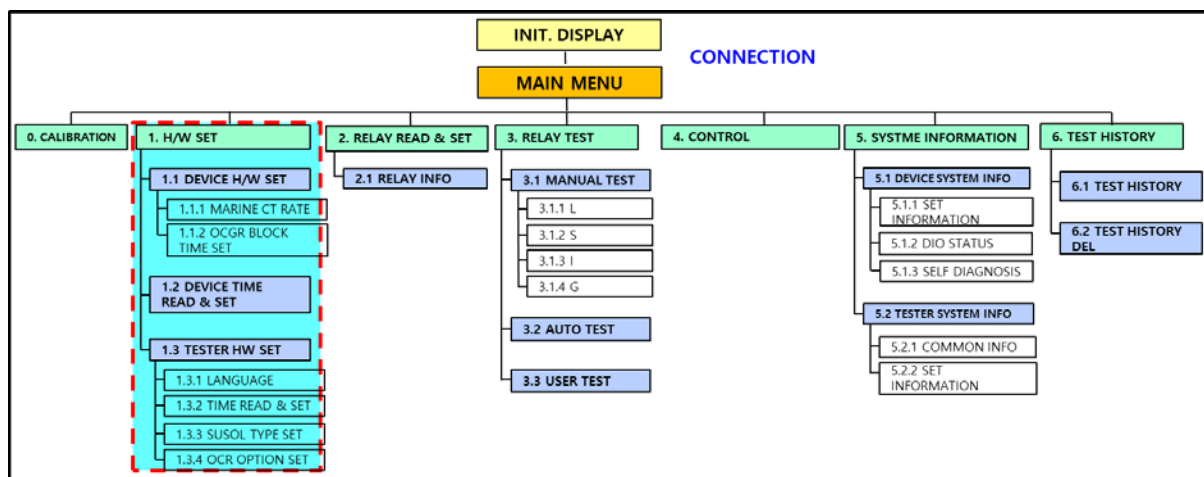 INIT. DISPLAY
CONNECTION
MAIN MENU
0. CALIBRATION
1. H/W SET
1.1 DEVICE H/W SET
1.1.1 MARINE CT RATE
1.1.2 OCGR BLOCK
TIME SET
1.2 DEVICE TIME
READ & SET
1.3 TESTER HW SET
1.3.1 LANGUAGE
1.3.2 TIME READ & SET
1.3.3 SUSOL TYPE SET
1.3.4 OCR OPTION SET
2. RELAY READ & SET
2.1 RELAY INFO
3. RELAY TEST
3.1 MANUAL TEST
3.1.1 L
3.1.2 S
3.1.3 I
3.1.4 G
3.2 AUTO TEST
3.3 USER TEST
4. CONTROL
5. SYSTME INFORMATION
5.1 DEVICE SYSTEM INFO
5.1.1 SET
INFORMATION
5.1.2 DIO STATUS
5.1.3 SELF DIAGNOSIS
5.2 TESTER SYSTEM INFO
5.2.1 COMMON INFO
5.2.2 SET
INFORMATION
6. TEST HISTORY
6.1 TEST HISTORY
6.2 TEST HISTORY
DEL